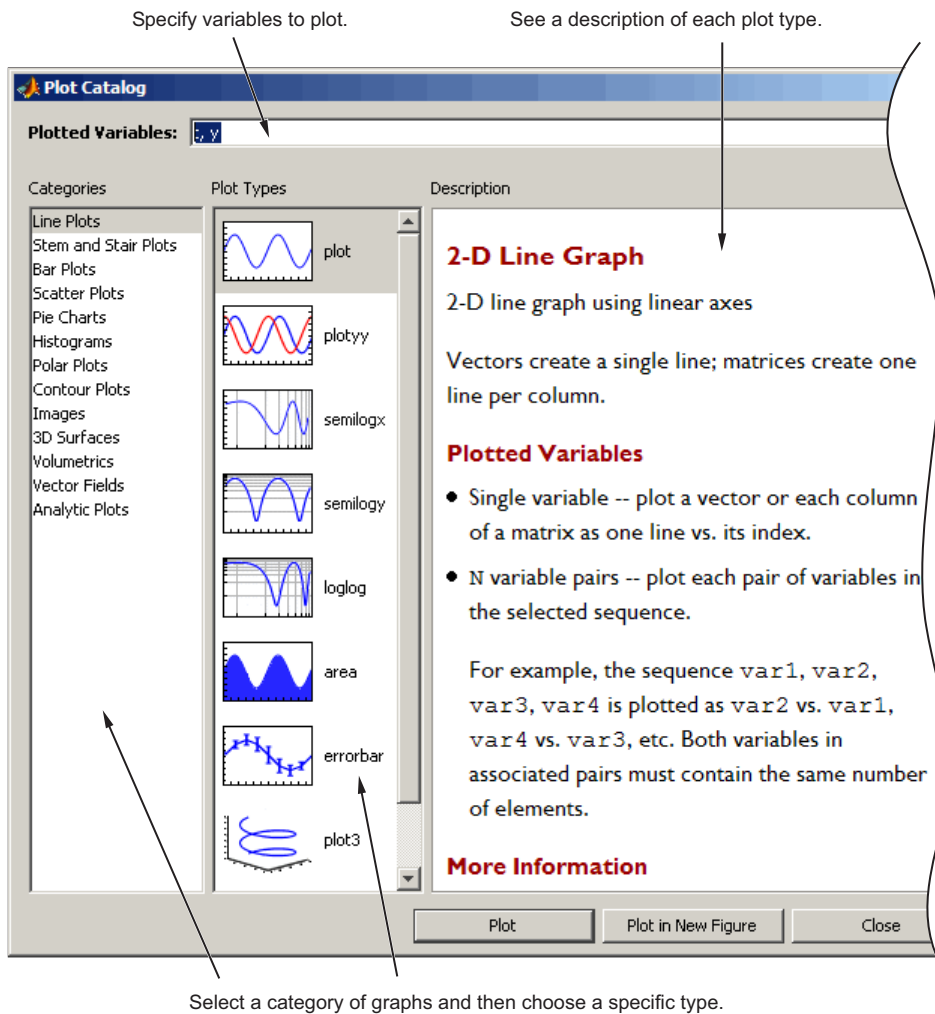 Specify variables to plot.
See a description of each plot type.
Plot Catalog
Plotted Variables:
:, y
Categories
Plot Types
Description
Line Plots
Stem and Stair Plots
Bar Plots
Scatter Plots
Pie Charts
Histograms
Polar Plots
Contour Plots
Images
3D Surfaces
Volumetrics
Vector Fields
Analytic Plots
plot
plotyy
semilogx
semilogy
loglog
area
errorbar
plot3
2-D Line Graph
2-D line graph using linear axes
Vectors create a single line; matrices create one
line per column.
Plotted Variables
• Single variable -- plot a vector or each column
of a matrix as one line vs. its index.
• N variable pairs -- plot each pair of variables in
the selected sequence.
For example, the sequence var1, var2,
var3, var4 is plotted as var2 vs. var1,
var4 vs. var3, etc. Both variables in
associated pairs must contain the same number
of elements.
More Information
Plot
Plot in New Figure
Close
Select a category of graphs and then choose a specific type.